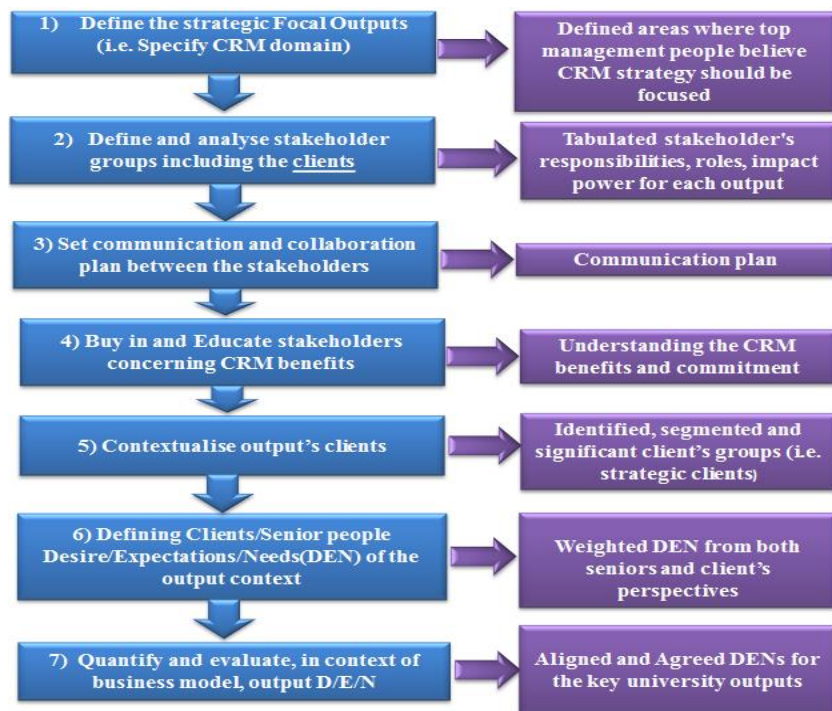 1) Define the strategic Focal Outputs
(i.e. Specify CRM domain)
Defined areas where top
management people believe
CRM strategy should be
focused
2) Define and analyse stakeholder
groups including the clients
Tabulated stakeholder's
responsibilities, roles, impact
power for each output
3) Set communication and collaboration
plan between the stakeholders
Communication plan
4) Buy in and Educate stakeholders
concerning CRM benefits
Understanding the CRM
benefits and commitment
5) Contextualise output’s clients
Identified, segmented and
significant client’s groups (i.e.
strategic clients)
6) Defining Clients/Senior people
Desire/Expectations/Needs(DEN) of the
output context
Weighted DEN from both
seniors and client’s
perspectives
7) Quantify and evaluate, in context of
business model, output D/E/N
Aligned and Agreed DENs for
the key university outputs